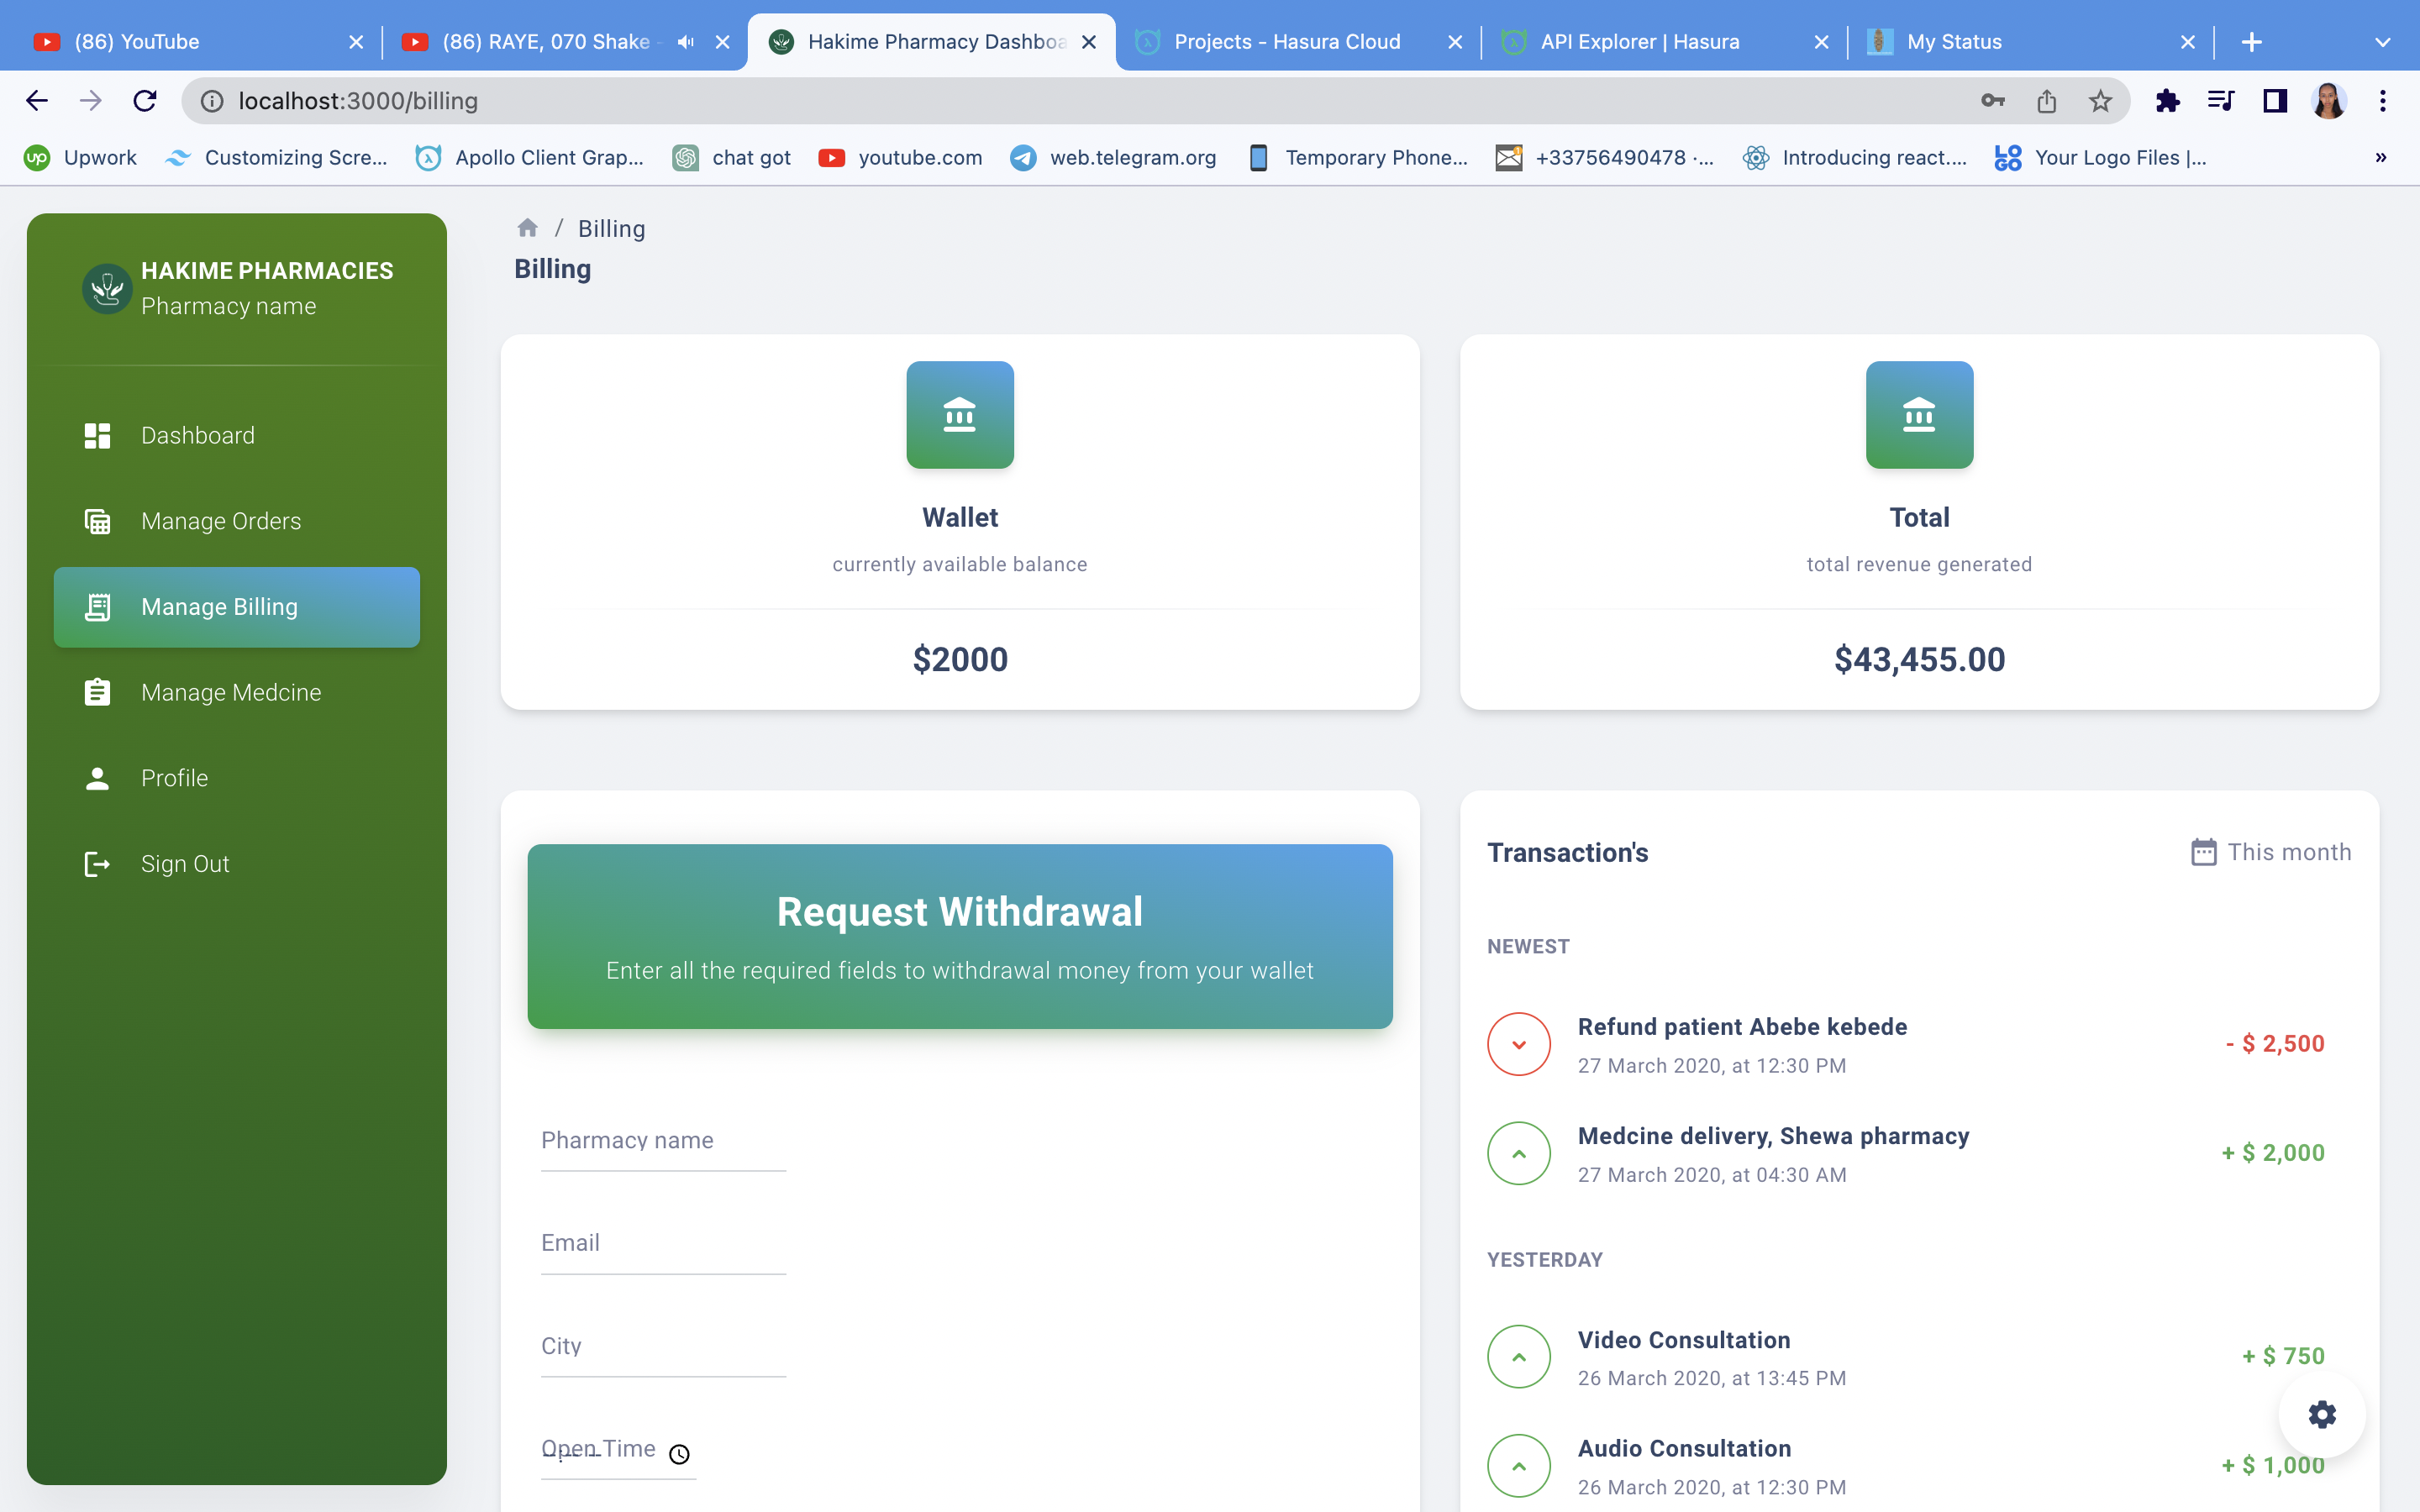 (86) YouTube
(86) RAYE, 070 Shake -
Hakime Pharmacy Dashboa
Projects - Hasura Cloud
API Explorer | Hasura
My Status
localhost:3000/billing
Upwork
Customizing Scre...
Apollo Client Grap...
chat got
youtube.com
web.telegram.org
Temporary Phone...
+33756490478 ·...
Introducing react....
LOGO
Your Logo Files |...
»
HAKIME PHARMACIES
Pharmacy name
Dashboard
Manage Orders
Manage Billing
Manage Medcine
Profile
Sign Out
/ Billing
Billing
Wallet
currently available balance
$2000
Total
total revenue generated
$43,455.00
Request Withdrawal
Enter all the required fields to withdrawal money from your wallet
Pharmacy name
Email
City
Open Time
--:-- --
Transaction's
This month
NEWEST
Refund patient Abebe kebede
27 March 2020, at 12:30 PM
- $ 2,500
Medcine delivery, Shewa pharmacy
27 March 2020, at 04:30 AM
+ $ 2,000
YESTERDAY
Video Consultation
26 March 2020, at 13:45 PM
+ $ 750
Audio Consultation
26 March 2020, at 12:30 PM
+ $ 1,000